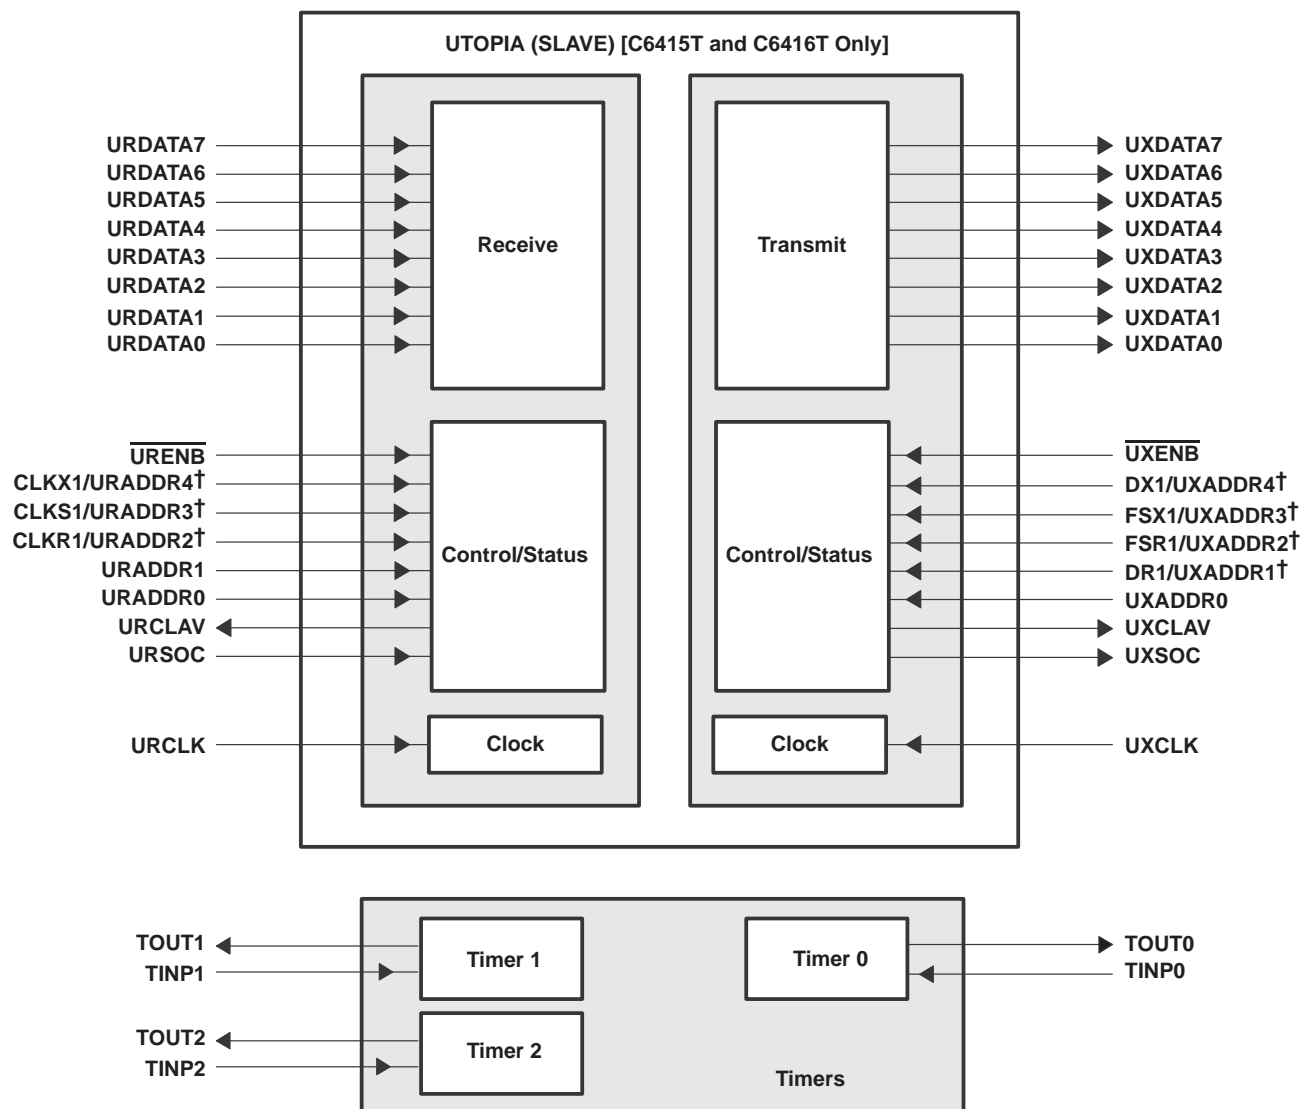 UTOPIA (SLAVE) [C6415T and C6416T Only]
URDATA7
URDATA6
URDATA5
URDATA4
URDATA3
URDATA2
URDATA1
URDATA0
Receive
Transmit
UXDATA7
UXDATA6
UXDATA5
UXDATA4
UXDATA3
UXDATA2
UXDATA1
UXDATA0
URENB
CLKX1/URADDR4†
CLKS1/URADDR3†
CLKR1/URADDR2†
URADDR1
URADDR0
URCLAV
URSOC
Control/Status
Control/Status
UXENB
DX1/UXADDR4†
FSX1/UXADDR3†
FSR1/UXADDR2†
DR1/UXADDR1†
UXADDR0
UXCLAV
UXSOC
URCLK
Clock
Clock
UXCLK
TOUT1
TINP1
Timer 1
Timer 0
TOUT0
TINP0
TOUT2
TINP2
Timer 2
Timers